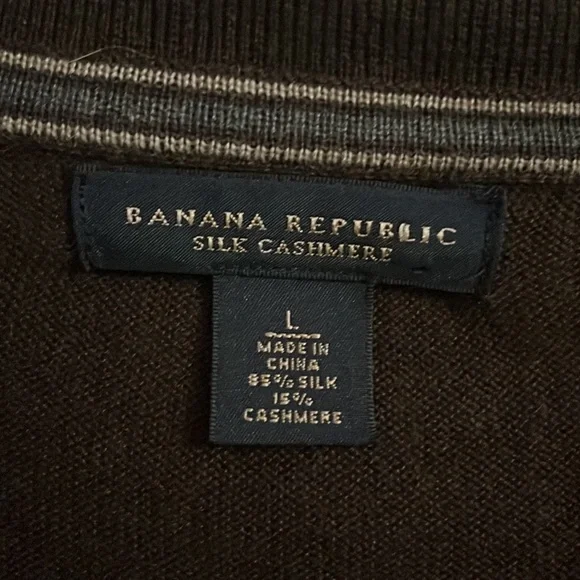 BANANA REPUBLIC
SILK CASHMERE
L
MADE IN
CHINA
85% SILK
15%
CASHMERE